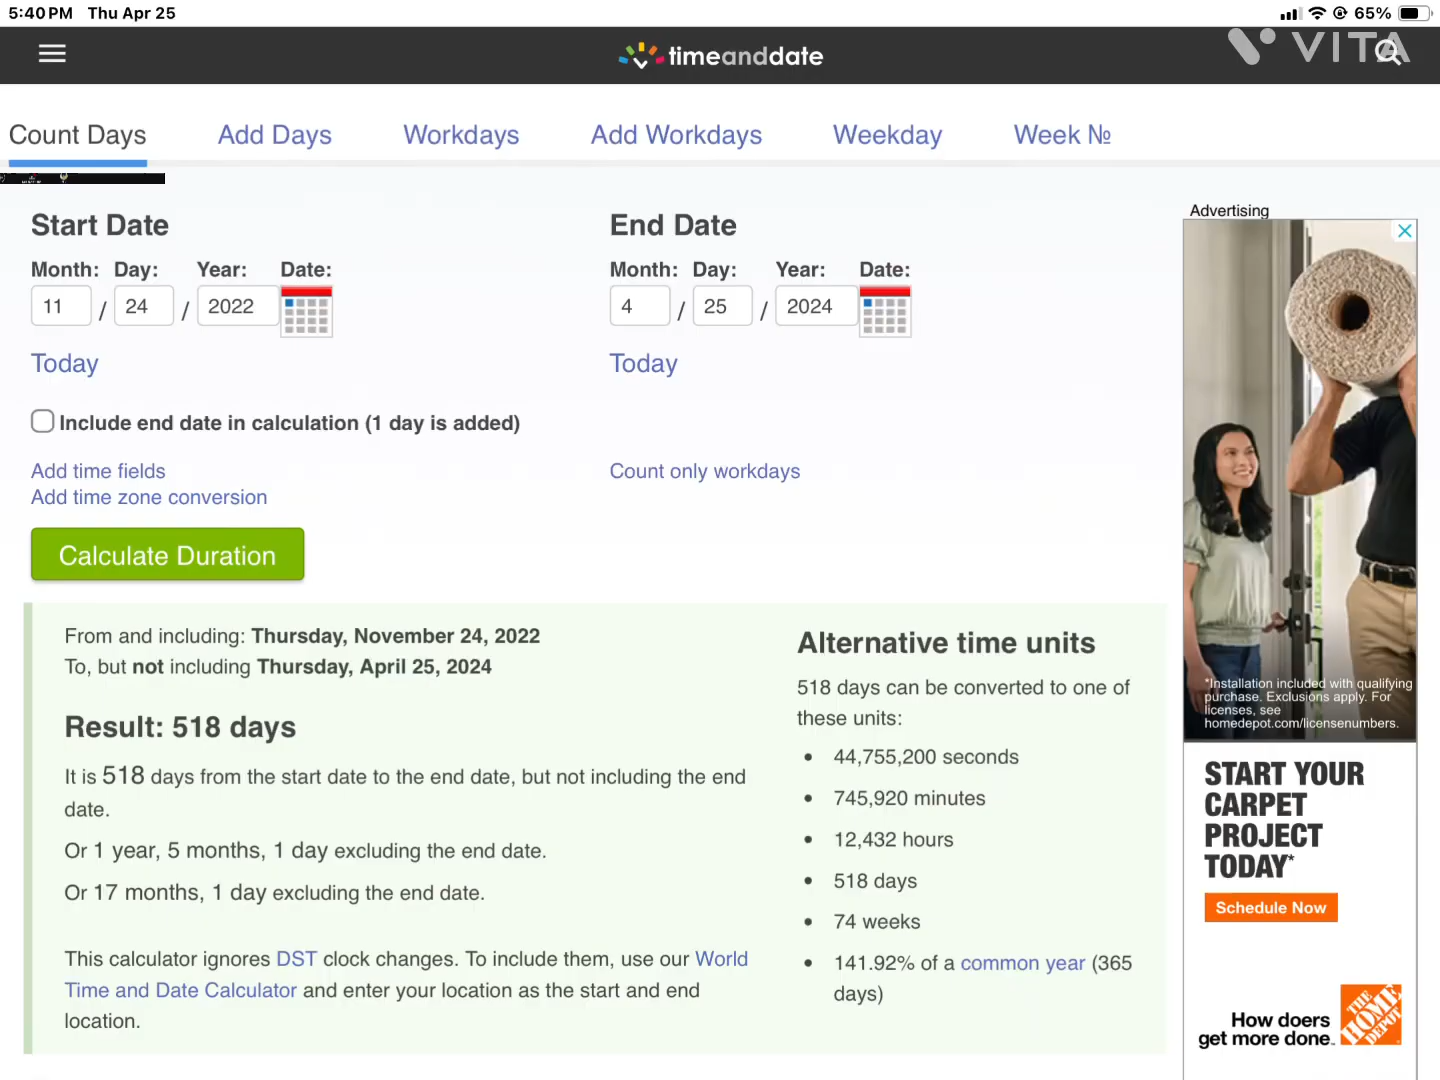 5:40 PM Thu Apr 25
65%
timeanddate
VITA
Count Days
Add Days
Workdays
Add Workdays
Weekday
Week №
Start Date
Month: Day: Year: Date:
11 / 24 / 2022
Today
End Date
Month: Day: Year: Date:
4 / 25 / 2024
Today
Include end date in calculation (1 day is added)
Add time fields
Add time zone conversion
Count only workdays
Calculate Duration
From and including: Thursday, November 24, 2022
To, but not including Thursday, April 25, 2024
Result: 518 days
It is 518 days from the start date to the end date, but not including the end
date.
Or 1 year, 5 months, 1 day excluding the end date.
Or 17 months, 1 day excluding the end date.
This calculator ignores DST clock changes. To include them, use our World
Time and Date Calculator and enter your location as the start and end
location.
Alternative time units
518 days can be converted to one of
these units:
• 44,755,200 seconds
• 745,920 minutes
• 12,432 hours
• 518 days
• 74 weeks
• 141.92% of a common year (365
days)
Advertising
*Installation included with qualifying
purchase. Exclusions apply. For
licenses, see
homedepot.com/licensenumbers.
START YOUR
CARPET
PROJECT
TODAY*
Schedule Now
How doers
get more done.™
THE HOME DEPOT